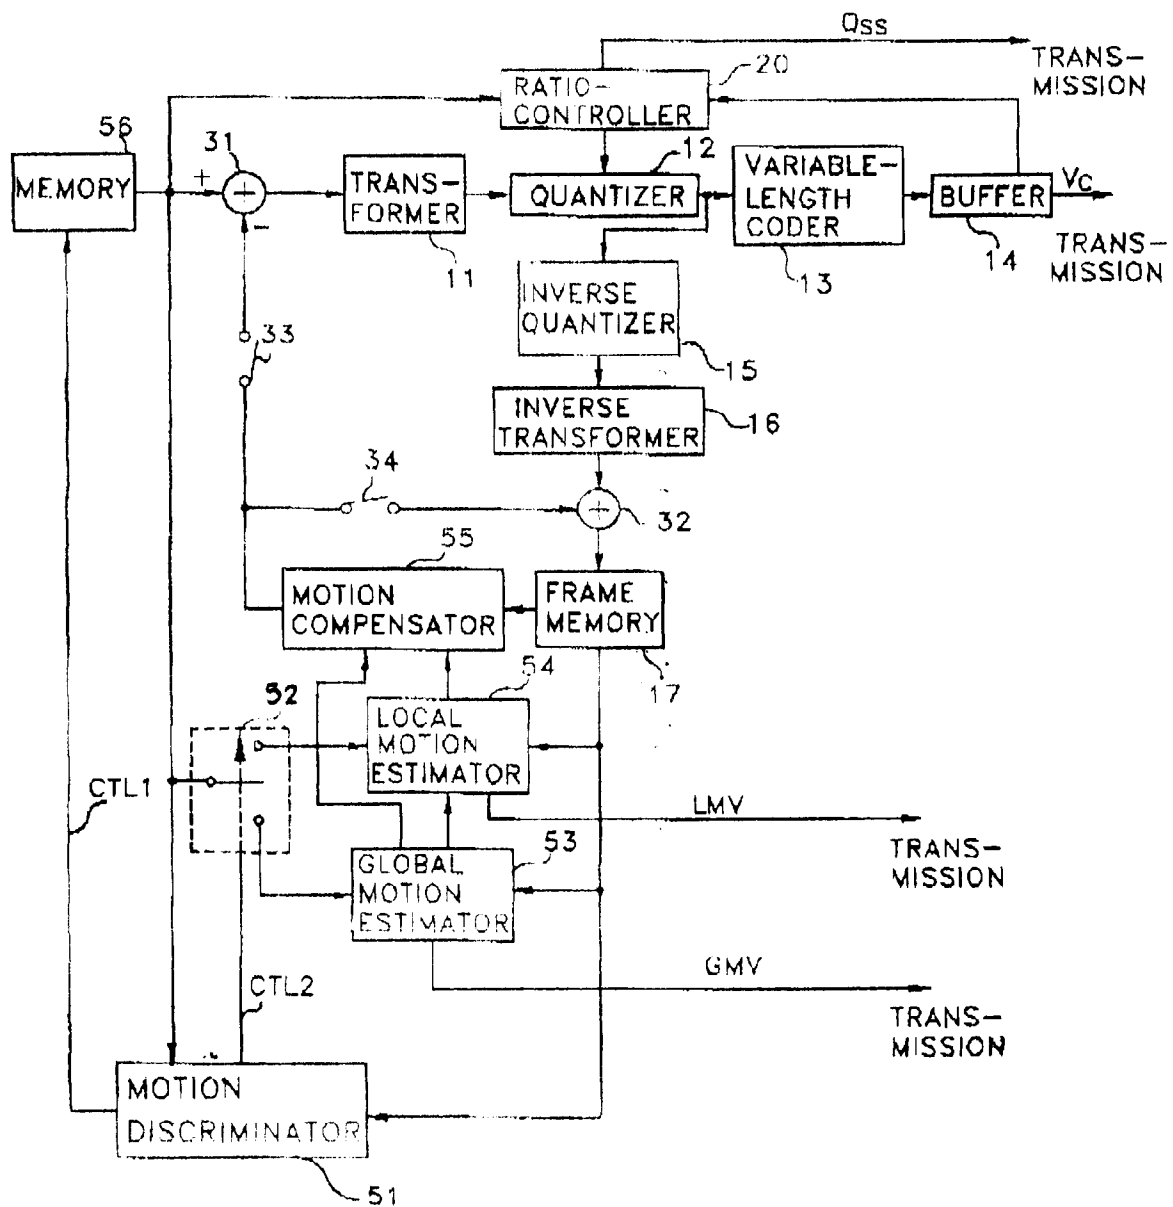 QSS
TRANS-
MISSION
20
RATIO-
CONTROLLER
56
31
12
MEMORY
+
+
-
TRANS-
FORMER
11
QUANTIZER
VARIABLE-
LENGTH
CODER
13
BUFFER
14
VC
TRANS-
MISSION
INVERSE
QUANTIZER
15
33
INVERSE
TRANSFORMER
16
34
+
32
55
MOTION
COMPENSATOR
FRAME
MEMORY
17
54
52
LOCAL
MOTION
ESTIMATOR
CTL1
LMV
TRANS-
MISSION
53
GLOBAL
MOTION
ESTIMATOR
GMV
TRANS-
MISSION
CTL2
MOTION
DISCRIMINATOR
51